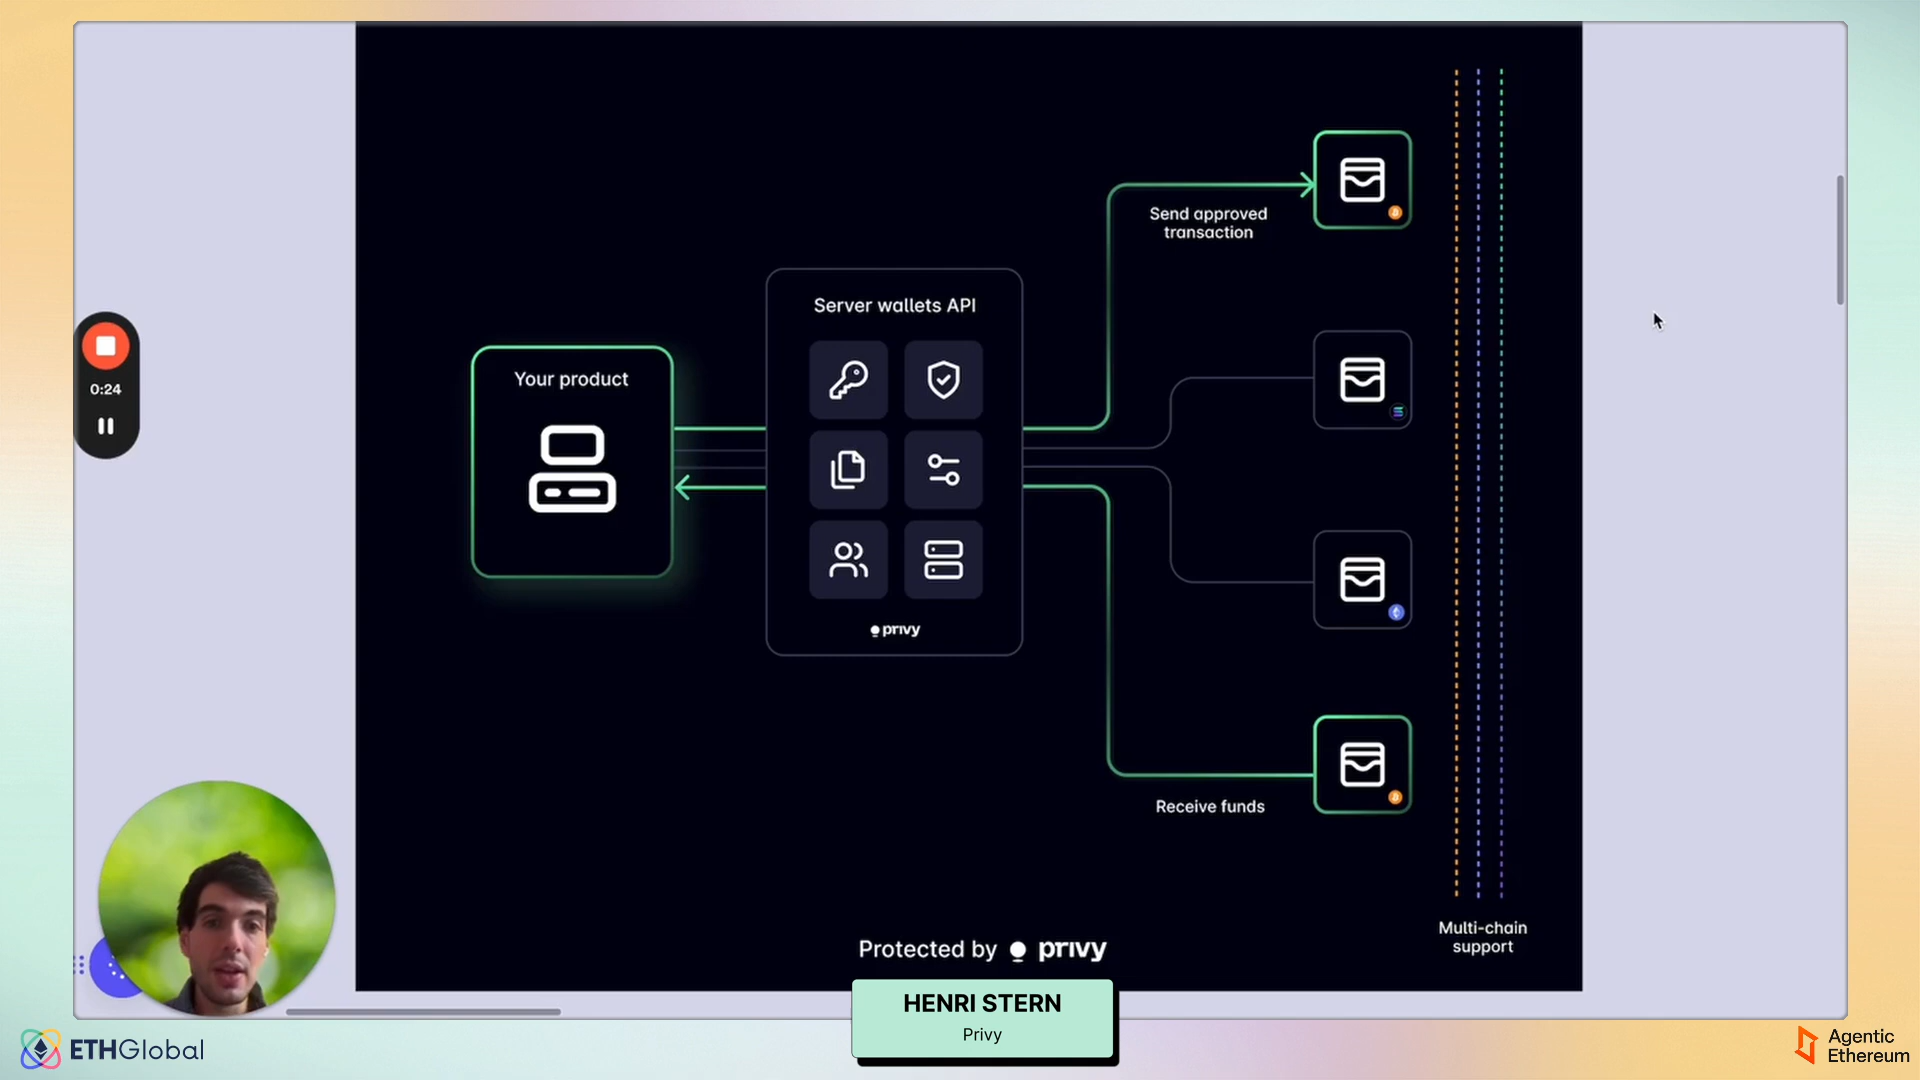 Send approved
transaction
Server wallets API
Your product
0:24
privy
Receive funds
Multi-chain
support
Protected by privy
HENRI STERN
Privy
ETHGlobal
Agentic
Ethereum